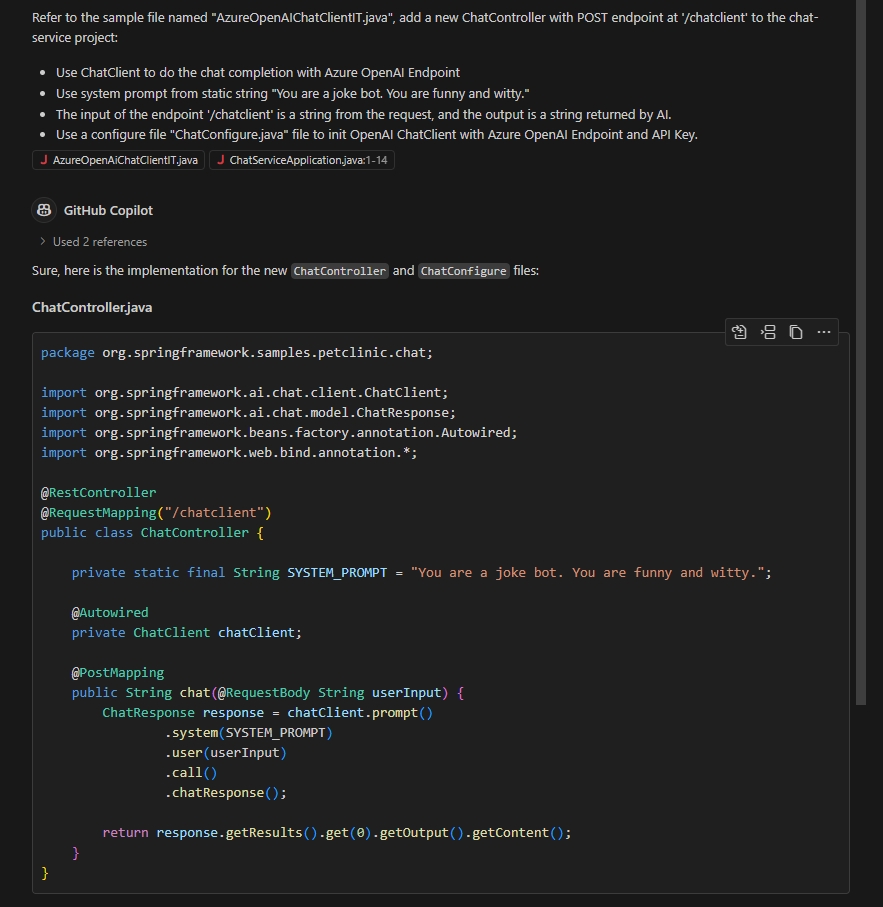 Refer to the sample file named "AzureOpenAIChatClientIT.java", add a new ChatController with POST endpoint at '/chatclient' to the chat-
service project:
• Use ChatClient to do the chat completion with Azure OpenAI Endpoint
• Use system prompt from static string "You are a joke bot. You are funny and witty."
• The input of the endpoint '/chatclient' is a string from the request, and the output is a string returned by AI.
• Use a configure file "ChatConfigure.java" file to init OpenAI ChatClient with Azure OpenAI Endpoint and API Key.
J AzureOpenAiChatClientIT.java J ChatServiceApplication.java:1-14
GitHub Copilot
> Used 2 references
Sure, here is the implementation for the new ChatController and ChatConfigure files:
ChatController.java
package org.springframework.samples.petclinic.chat;
import org.springframework.ai.chat.client.ChatClient;
import org.springframework.ai.chat.model.ChatResponse;
import org.springframework.beans.factory.annotation.Autowired;
import org.springframework.web.bind.annotation.*;
@RestController
@RequestMapping("/chatclient")
public class ChatController {
    private static final String SYSTEM_PROMPT = "You are a joke bot. You are funny and witty.";
    @Autowired
    private ChatClient chatClient;
    @PostMapping
    public String chat(@RequestBody String userInput) {
        ChatResponse response = chatClient.prompt()
                .system(SYSTEM_PROMPT)
                .user(userInput)
                .call()
                .chatResponse();
        return response.getResults().get(0).getOutput().getContent();
    }
}